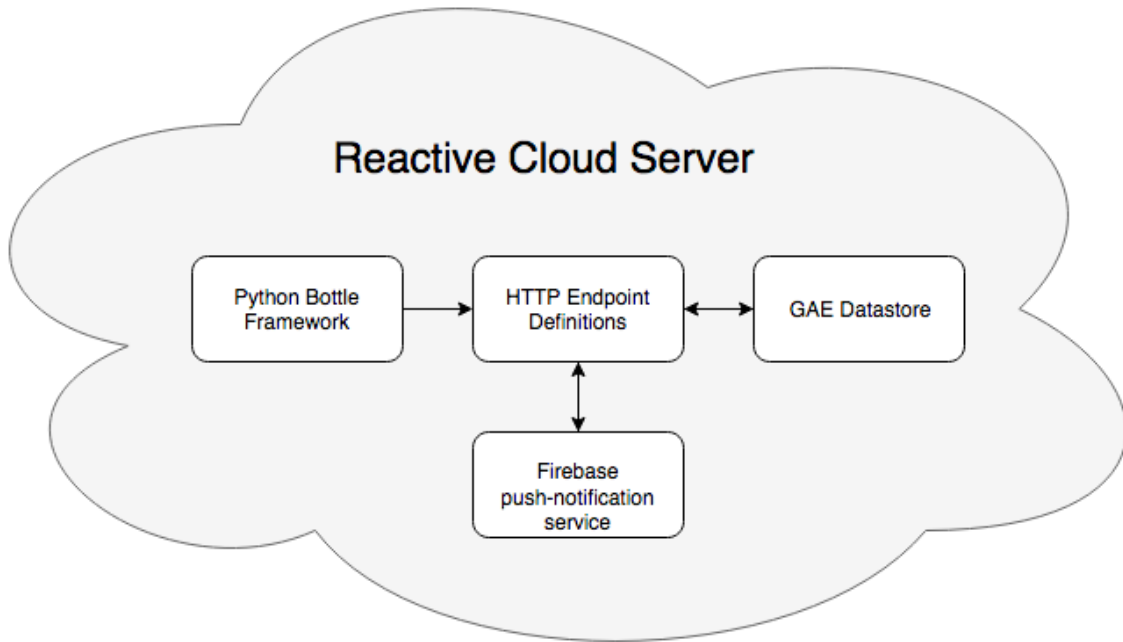 Reactive Cloud Server
Python Bottle
Framework
HTTP Endpoint
Definitions
GAE Datastore
Firebase
push-notification
service